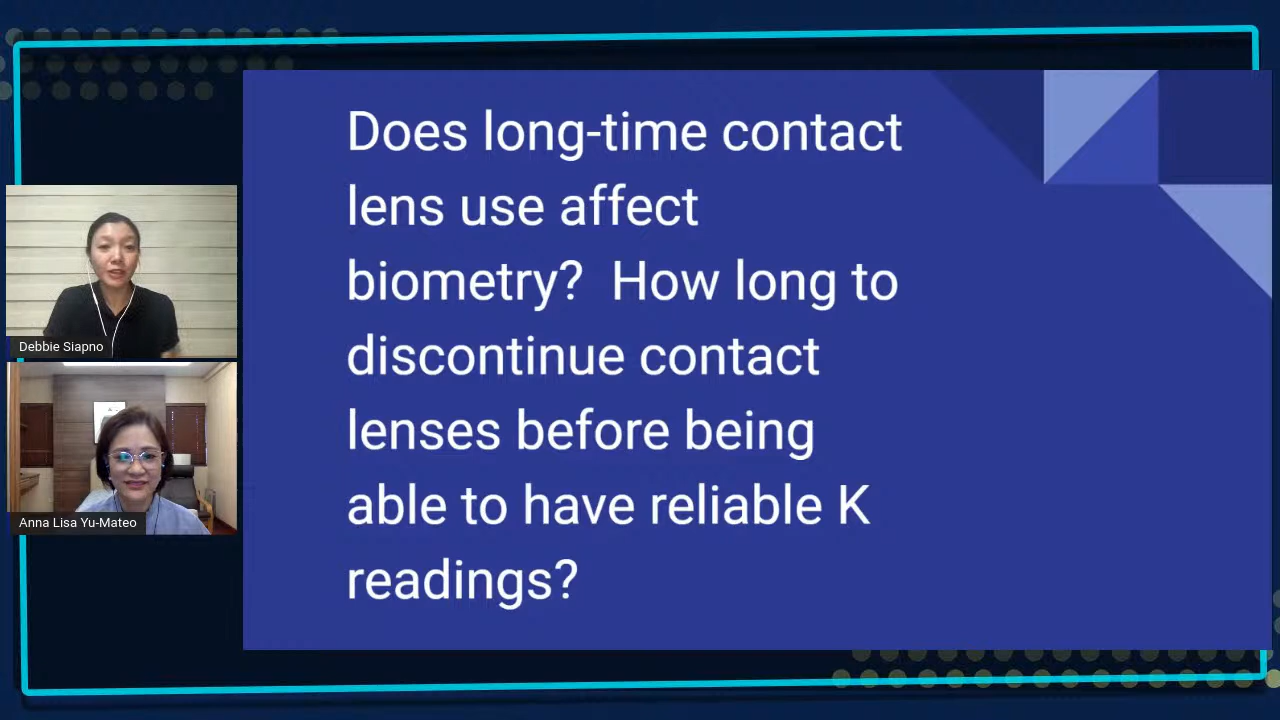 Does long-time contact
lens use affect
biometry?  How long to
discontinue contact
lenses before being
able to have reliable K
readings?
Debbie Siapno
Anna Lisa Yu-Mateo